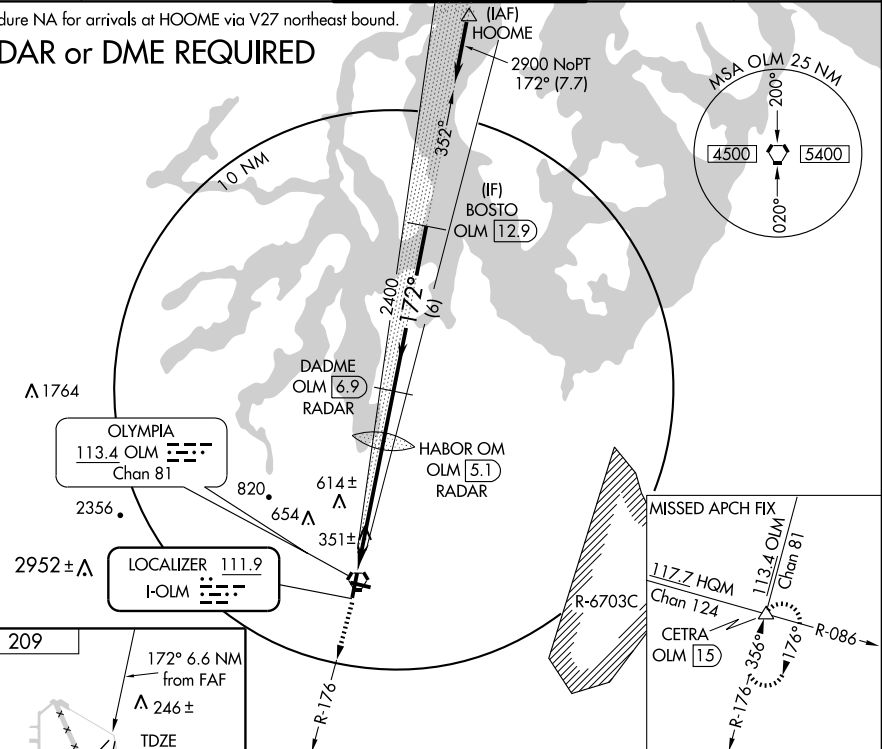 dure NA for arrivals at HOOME via V27 northeast bound.
DAR or DME REQUIRED
(IAF)
HOOME
2900 NoPT
172° (7.7)
352°
MSA OLM 25 NM
200°
4500
5400
020°
10 NM
(IF)
BOSTO
OLM 12.9
2400
172°
(6)
DADME
OLM 6.9
RADAR
1764
OLYMPIA
113.4 OLM
Chan 81
HABOR OM
OLM 5.1
RADAR
820
614±
654
2356
351±
2952±
LOCALIZER 111.9
I-OLM
R-6703C
R-176
MISSED APCH FIX
113.4 OLM
Chan 81
117.7 HQM
Chan 124
CETRA
OLM 15
R-086
356°
176°
R-176
209
172° 6.6 NM
from FAF
246±
TDZE